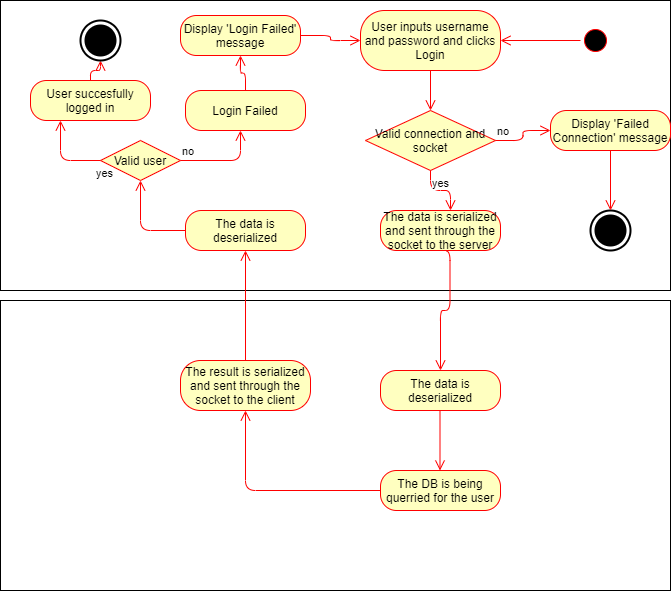 Display 'Login Failed'
message
User inputs username
and password and clicks
Login
User succesfully
logged in
Login Failed
Display 'Failed
Connection' message
Valid connection and
socket
no
no
Valid user
yes
yes
The data is
deserialized
The data is serialized
and sent through the
socket to the server
The result is serialized
and sent through the
socket to the client
The data is
deserialized
The DB is being
querried for the user